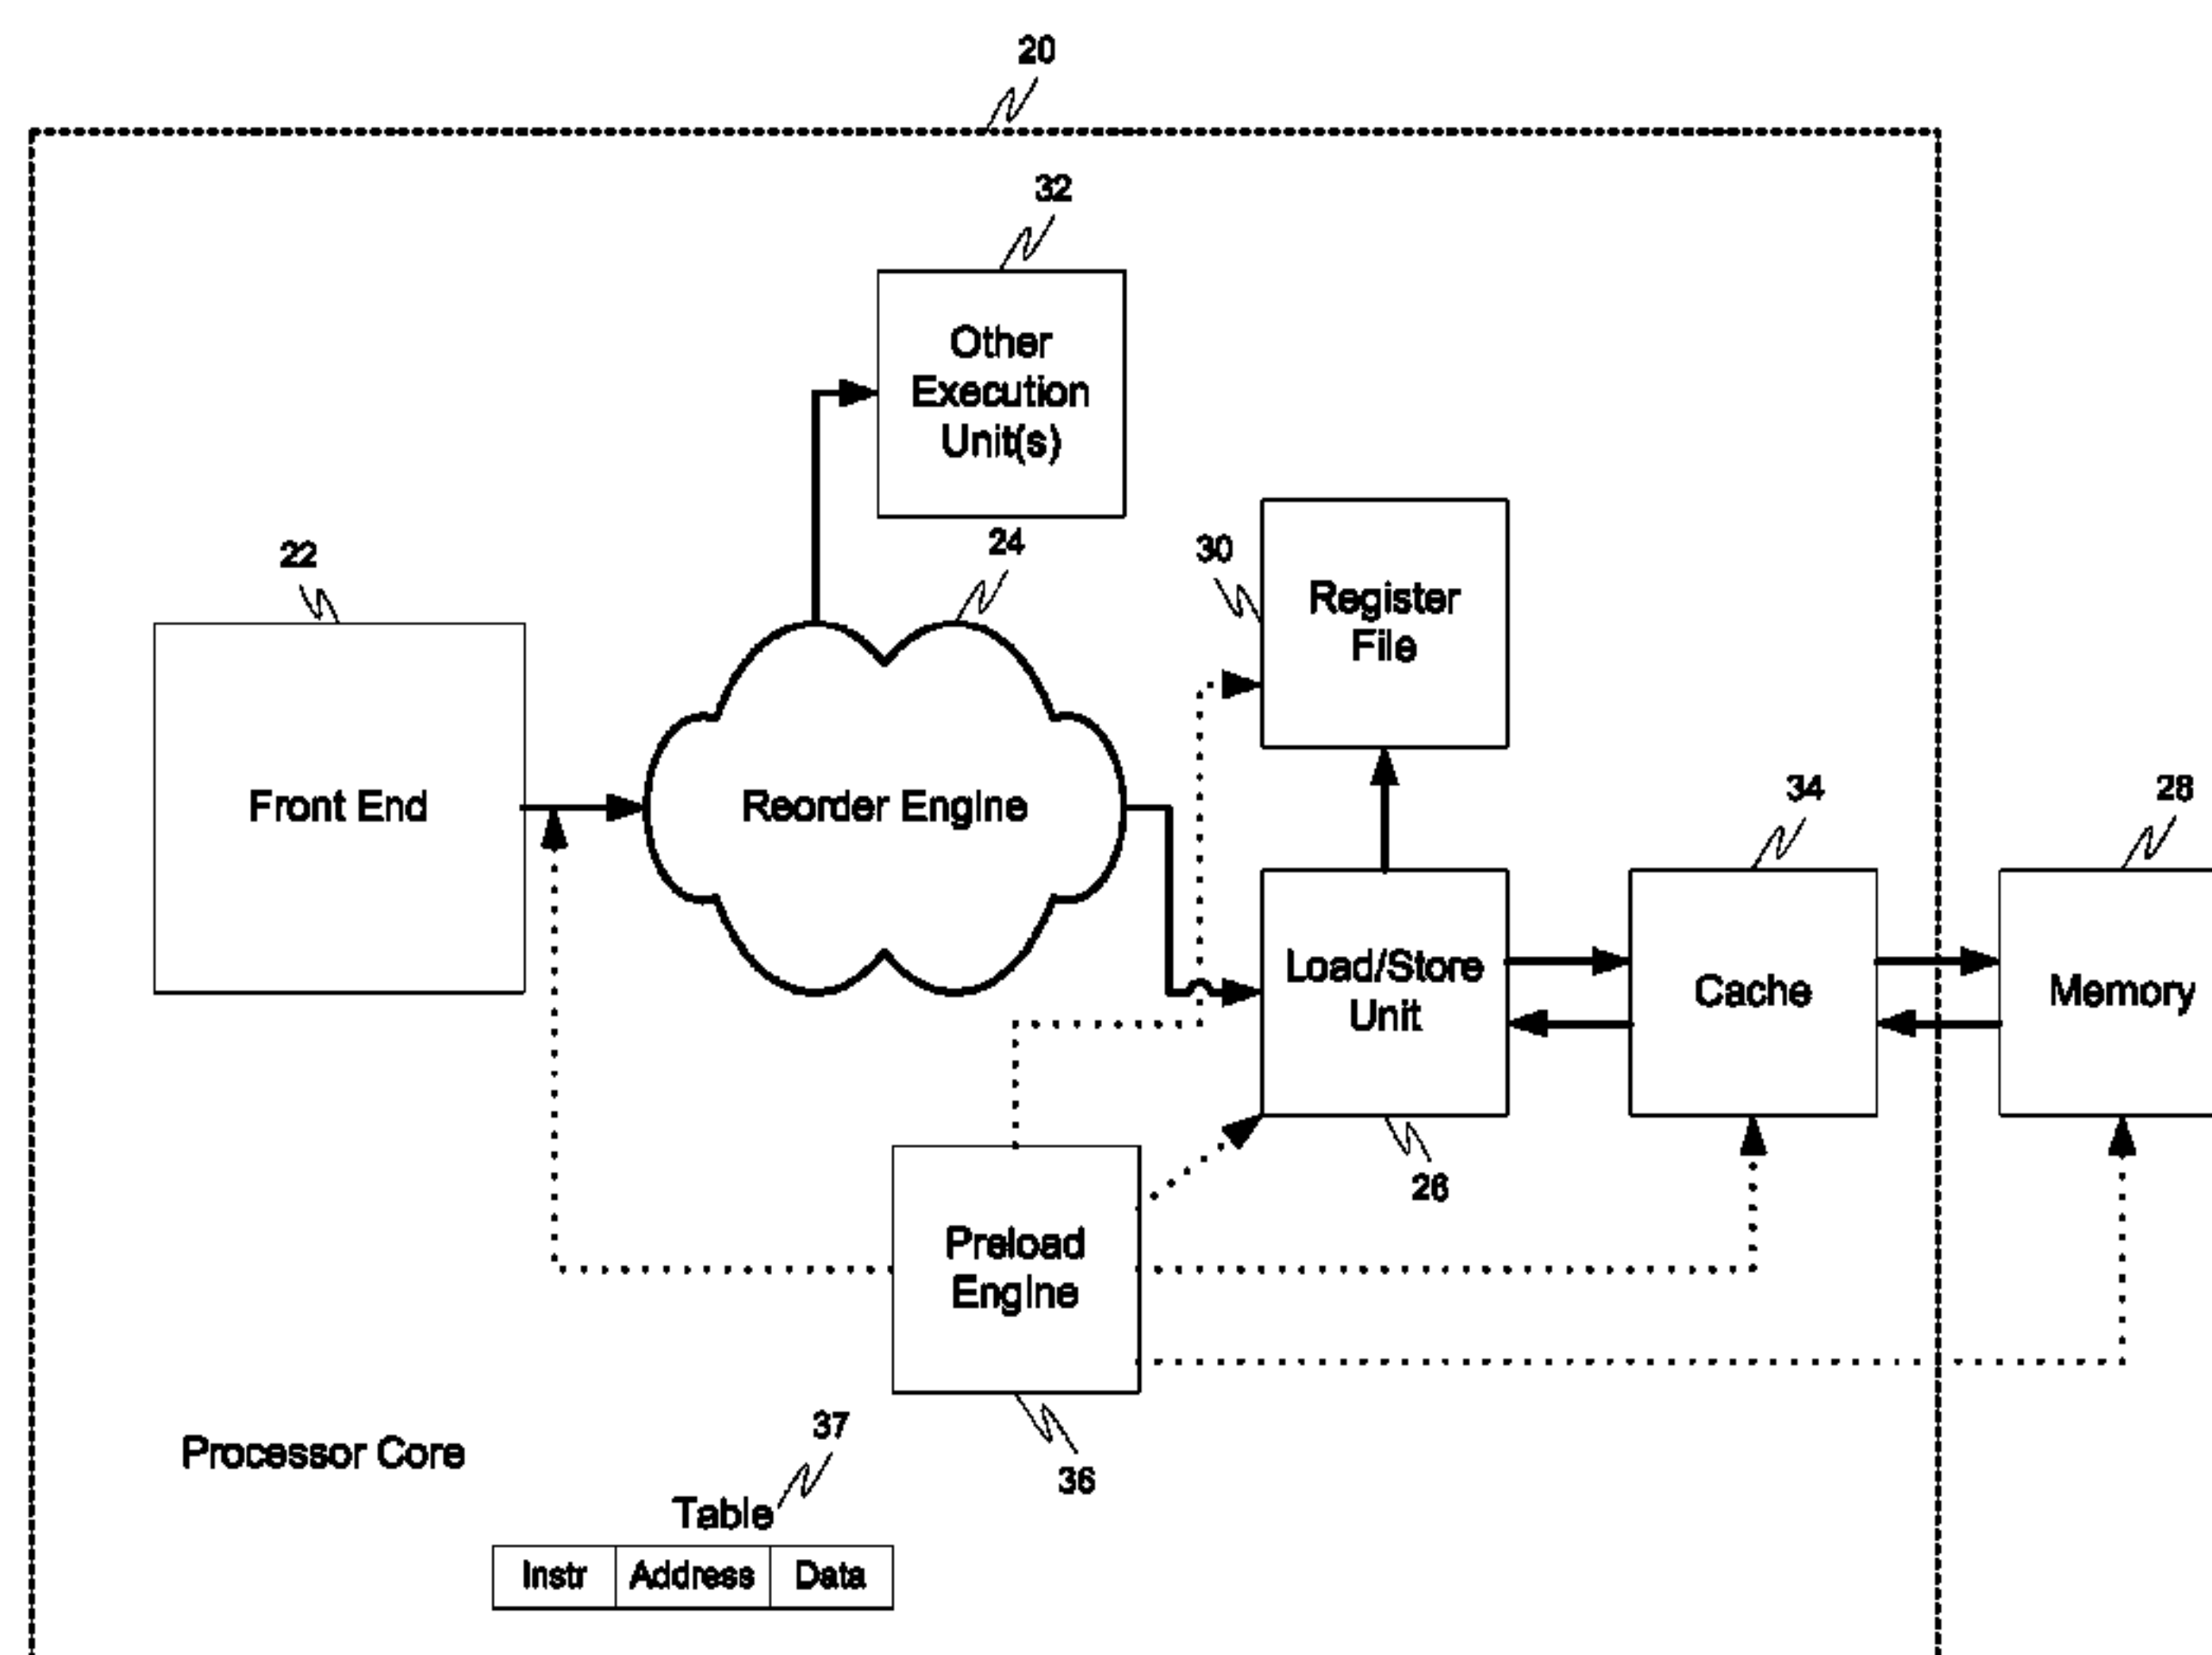 20
32
Other
Execution
Unit(s)
24
22
30
Register
File
34
28
Front End
Reorder Engine
Load/Store
Unit
Cache
Memory
26
Preload
Engine
36
37
Processor Core
Table
Instr
Address
Data